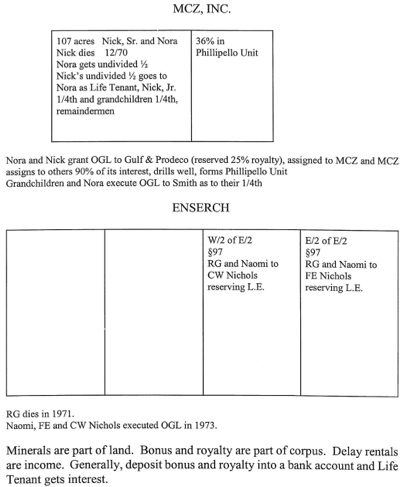 MCZ, INC.
107 acres Nick, Sr. and Nora
Nick dies 12/70
Nora gets undivided ½
Nick's undivided ½ goes to
Nora as Life Tenant, Nick, Jr.
1/4th and grandchildren 1/4th,
remaindermen
36% in
Phillipello Unit
Nora and Nick grant OGL to Gulf & Prodeco (reserved 25% royalty), assigned to MCZ and MCZ
assigns to others 90% of its interest, drills well, forms Phillipello Unit
Grandchildren and Nora execute OGL to Smith as to their 1/4th
ENSERCH
W/2 of E/2
§97
RG and Naomi to
CW Nichols
reserving L.E.
E/2 of E/2
§97
RG and Naomi to
FE Nichols
reserving L.E.
RG dies in 1971.
Naomi, FE and CW Nichols executed OGL in 1973.
Minerals are part of land. Bonus and royalty are part of corpus. Delay rentals
are income. Generally, deposit bonus and royalty into a bank account and Life
Tenant gets interest.